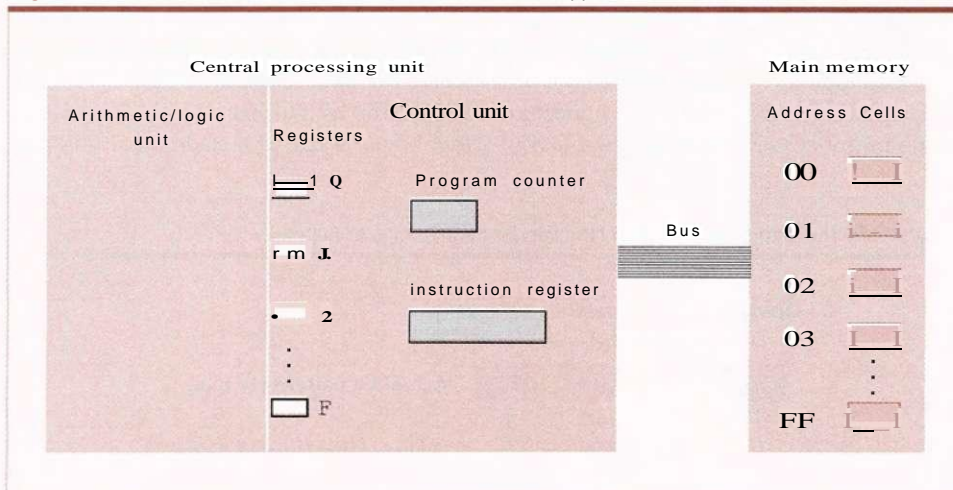 Central processing unit
Main memory
Arithmetic/logic
unit
Control unit
Registers
Address Cells
Q
Program counter
00
01
Bus
r m J.
instruction register
02
2
03
F
FF